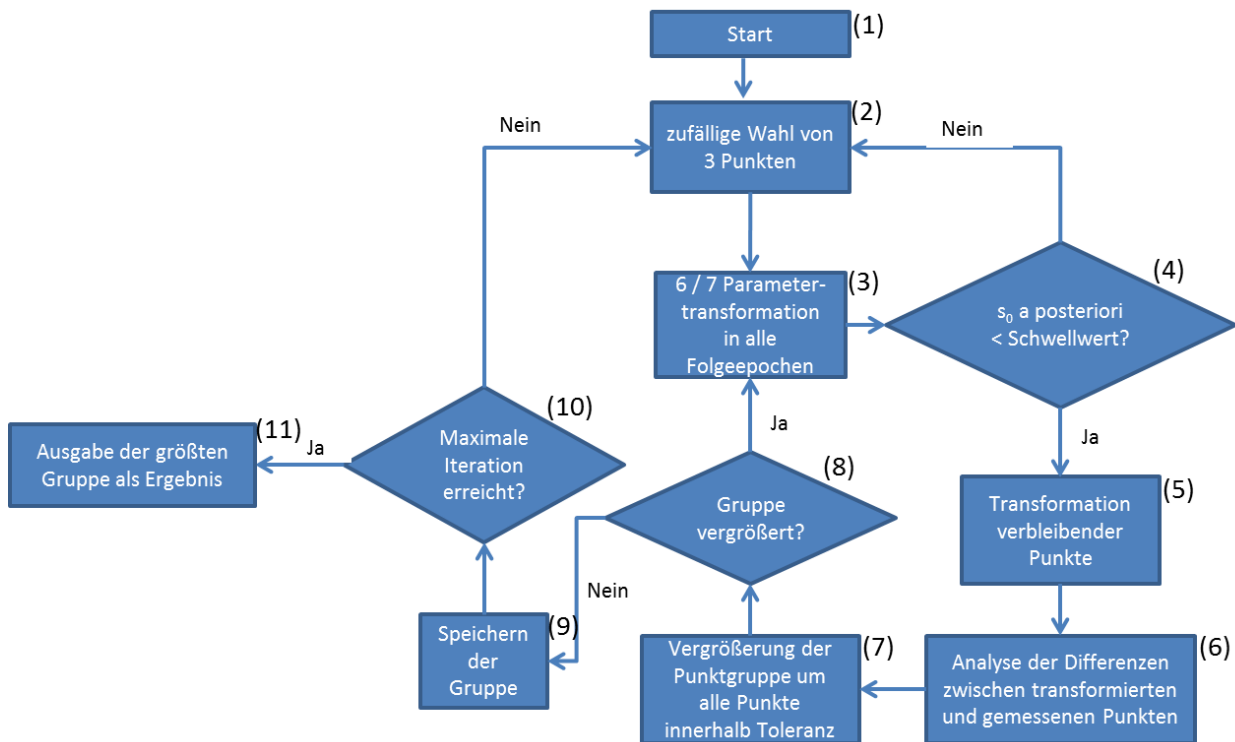 Start
(1)
zufällige Wahl von
3 Punkten
(2)
Nein
Nein
6 / 7 Parameter-
transformation
in alle
Folgeepochen
(3)
s₀ a posteriori
< Schwellwert?
(4)
Ja
Transformation
verbleibender
Punkte
(5)
Analyse der Differenzen
zwischen transformierten
und gemessenen Punkten
(6)
Vergrößerung der
Punktgruppe um
alle Punkte
innerhalb Toleranz
(7)
Gruppe
vergrößert?
(8)
Ja
Nein
Speichern
der
Gruppe
(9)
Maximale
Iteration
erreicht?
(10)
Ja
Ausgabe der größten
Gruppe als Ergebnis
(11)